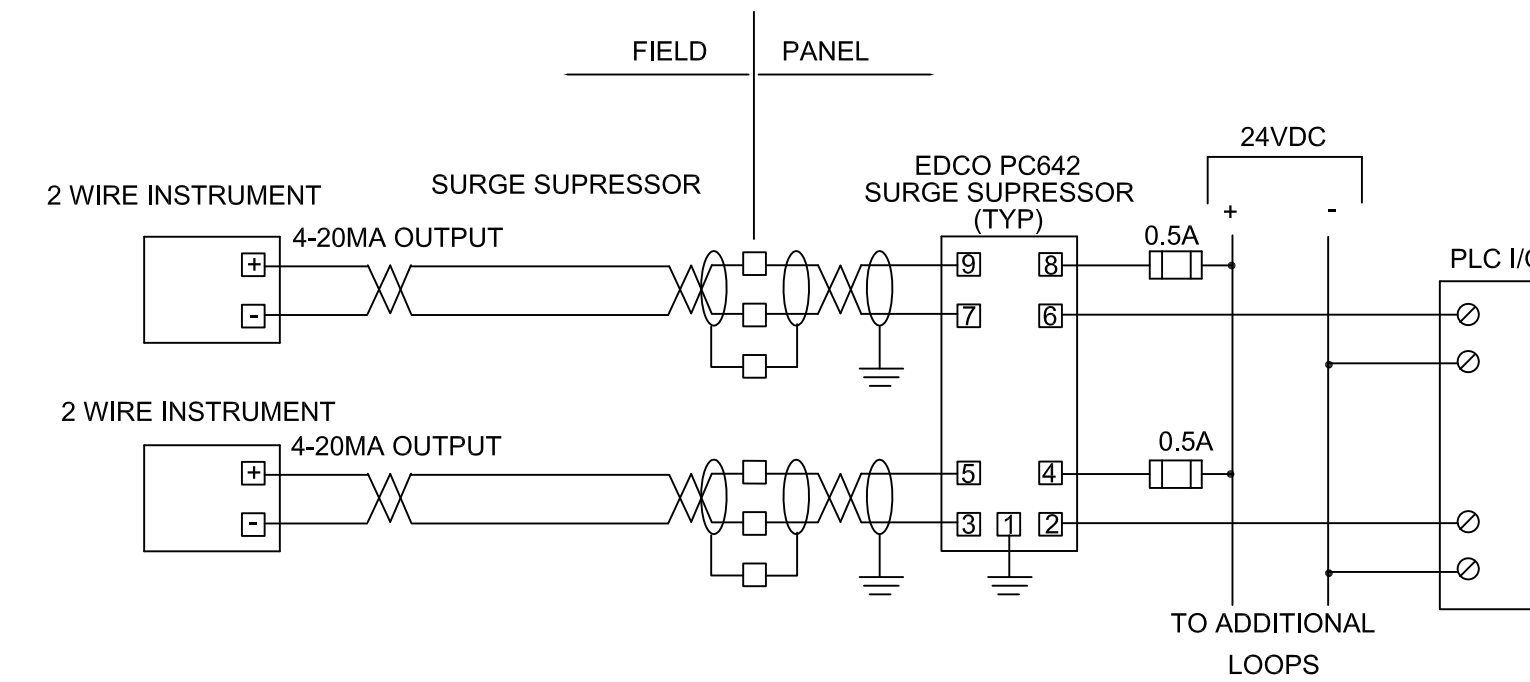 FIELD
PANEL
24VDC
EDCO PC642
SURGE SUPRESSOR
(TYP)
SURGE SUPRESSOR
2 WIRE INSTRUMENT
+ -
4-20MA OUTPUT
0.5A
PLC I/
+
-
9
8
7
6
2 WIRE INSTRUMENT
4-20MA OUTPUT
0.5A
+
-
5
4
3
1
2
TO ADDITIONAL
LOOPS